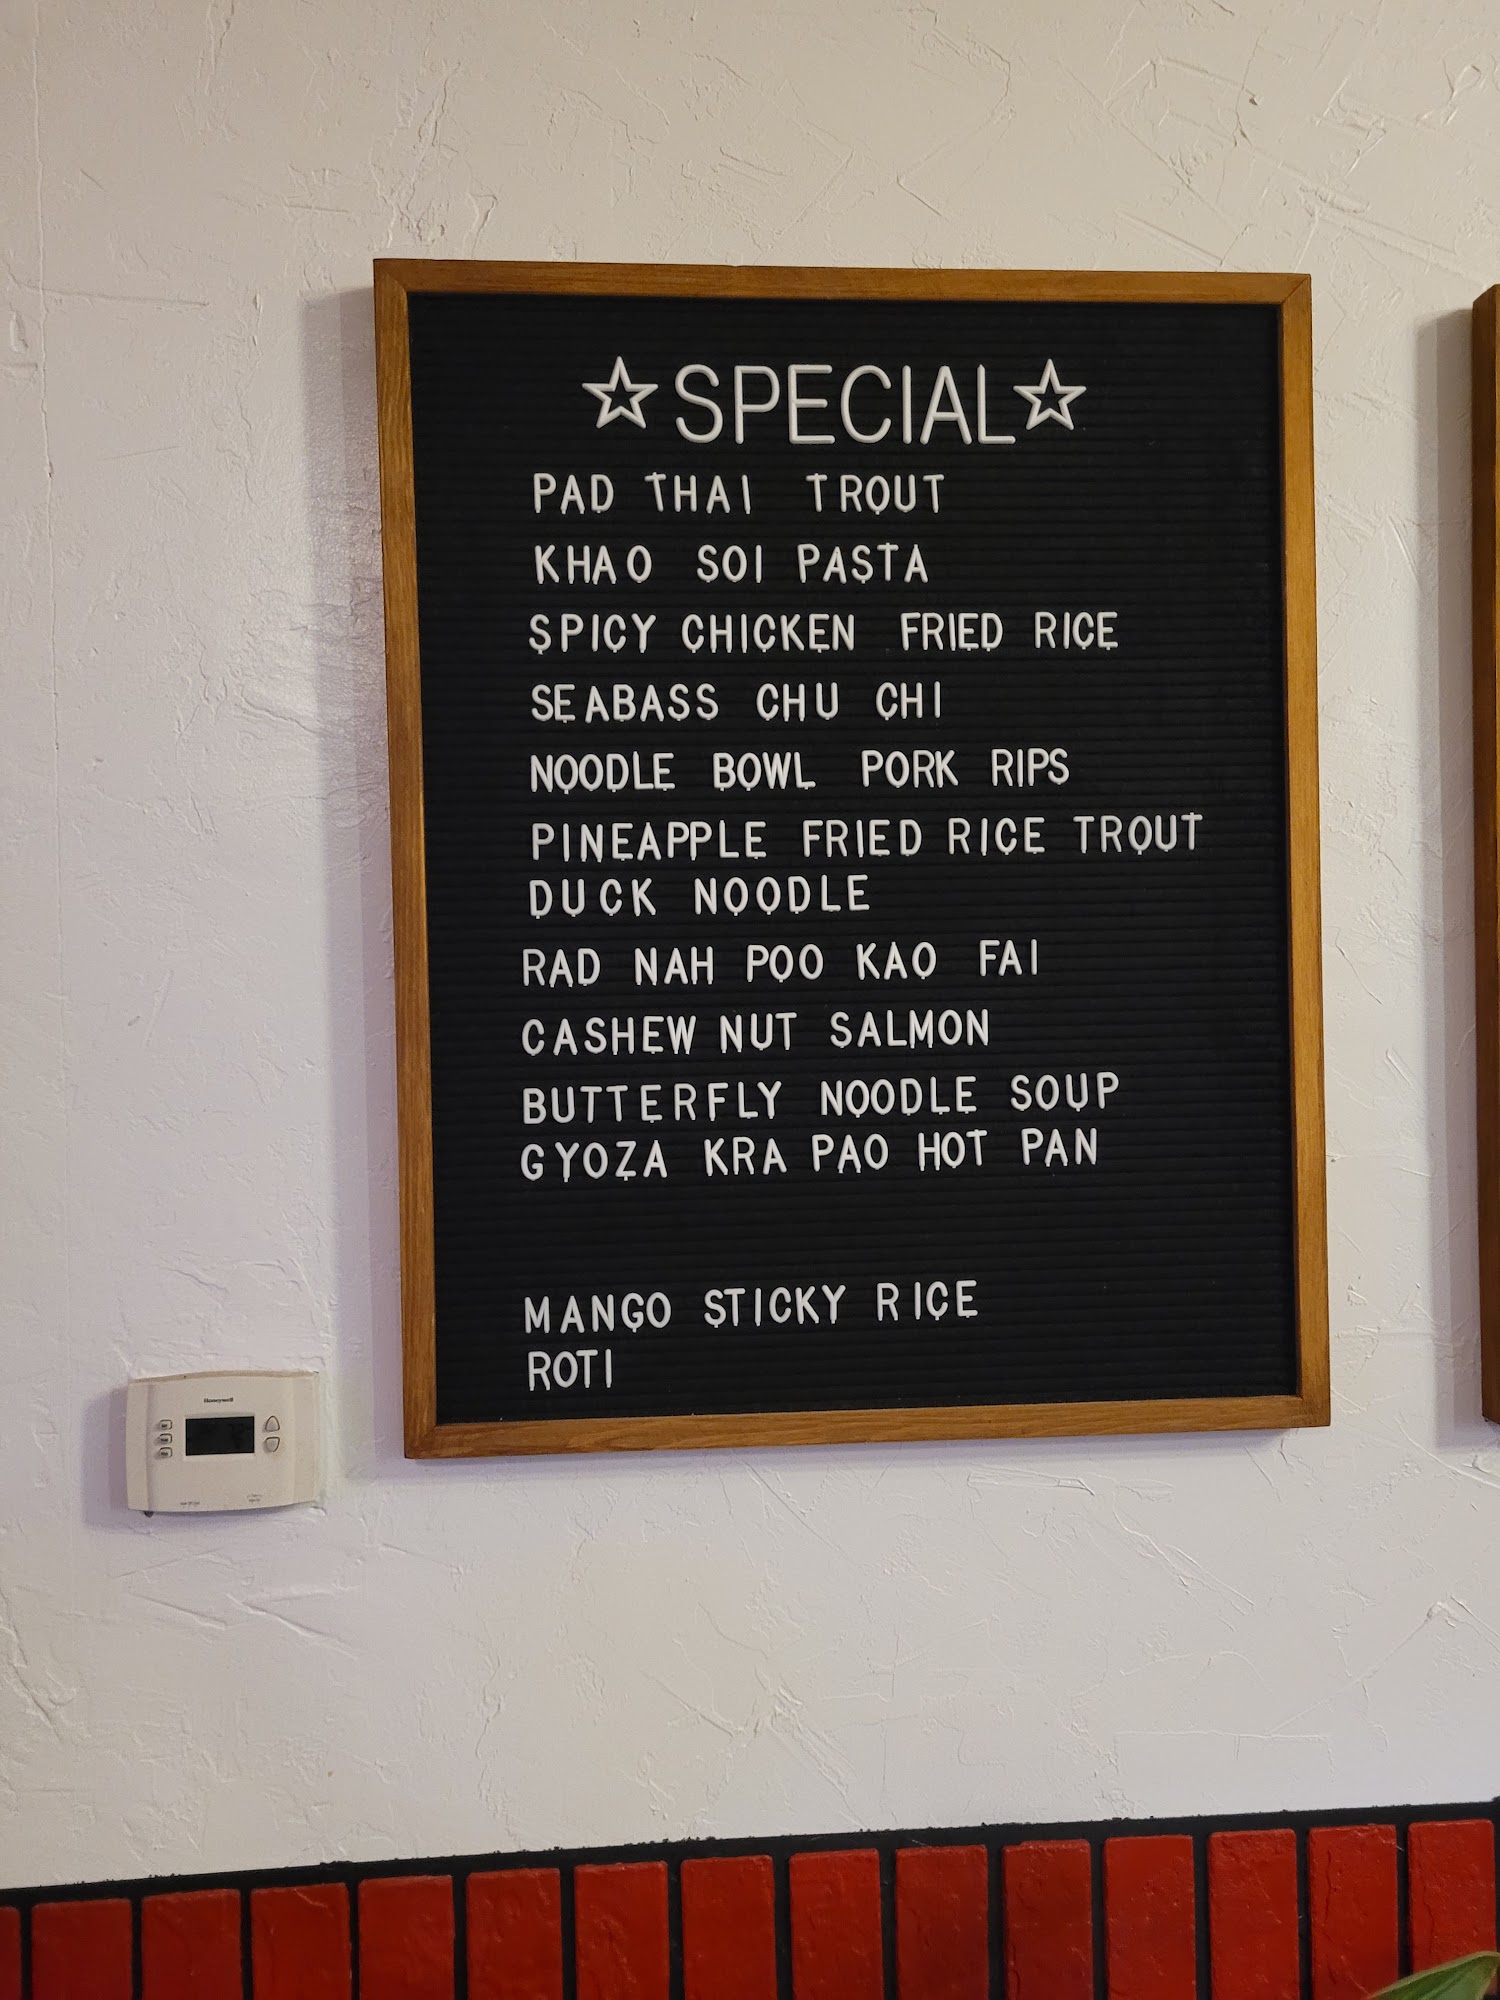 ☆SPECIAL☆
PAD THAI TROUT
KHAO SOI PASTA
SPICY CHICKEN FRIED RICE
SEABASS CHU CHI
NOODLE BOWL PORK RIPS
PINEAPPLE FRIED RICE TROUT
DUCK NOODLE
RAD NAH POO KAO FAI
CASHEW NUT SALMON
BUTTERFLY NOODLE SOUP
GYOZA KRA PAO HOT PAN
MANGO STICKY RICE
ROTI
Honeywell